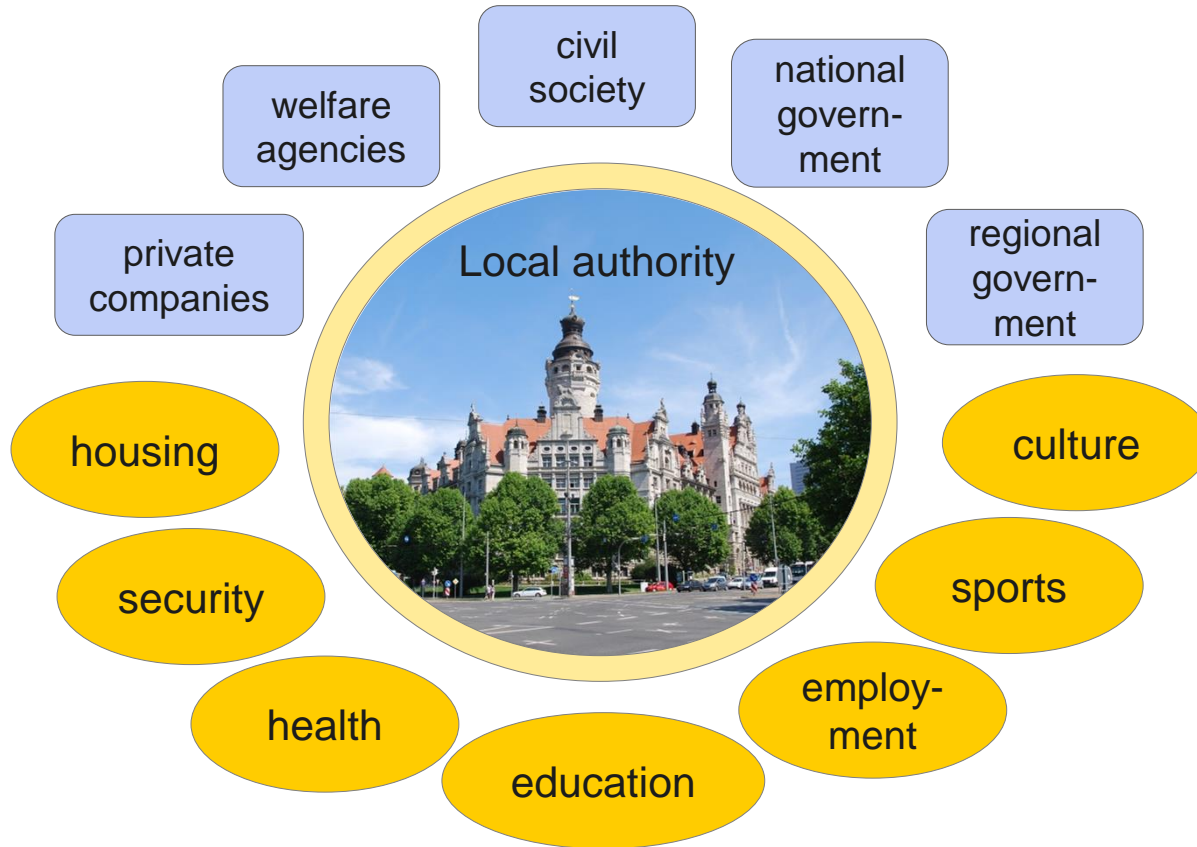 civil
society
national
govern-
ment
welfare
agencies
private
companies
Local authority
regional
govern-
ment
housing
culture
security
sports
health
employ-
ment
education